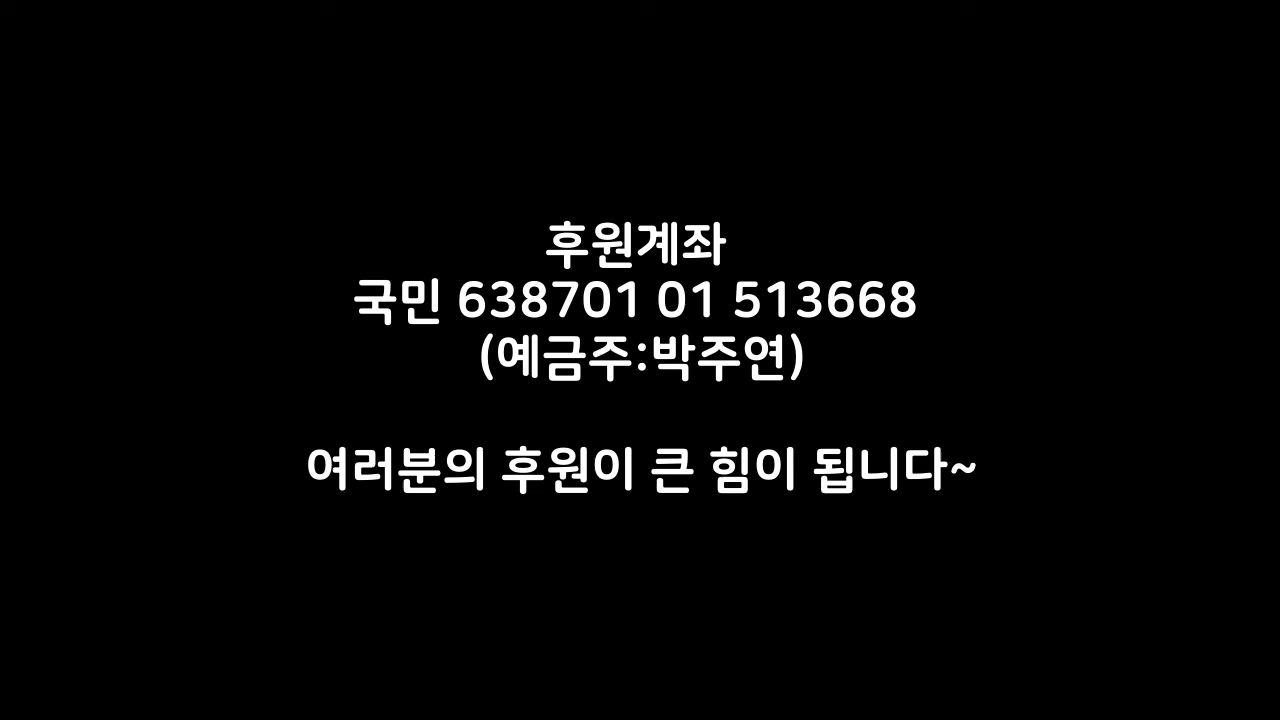 후원계좌
국민 638701 01 513668
(예금주:박주연)
여러분의 후원이 큰 힘이 됩니다~